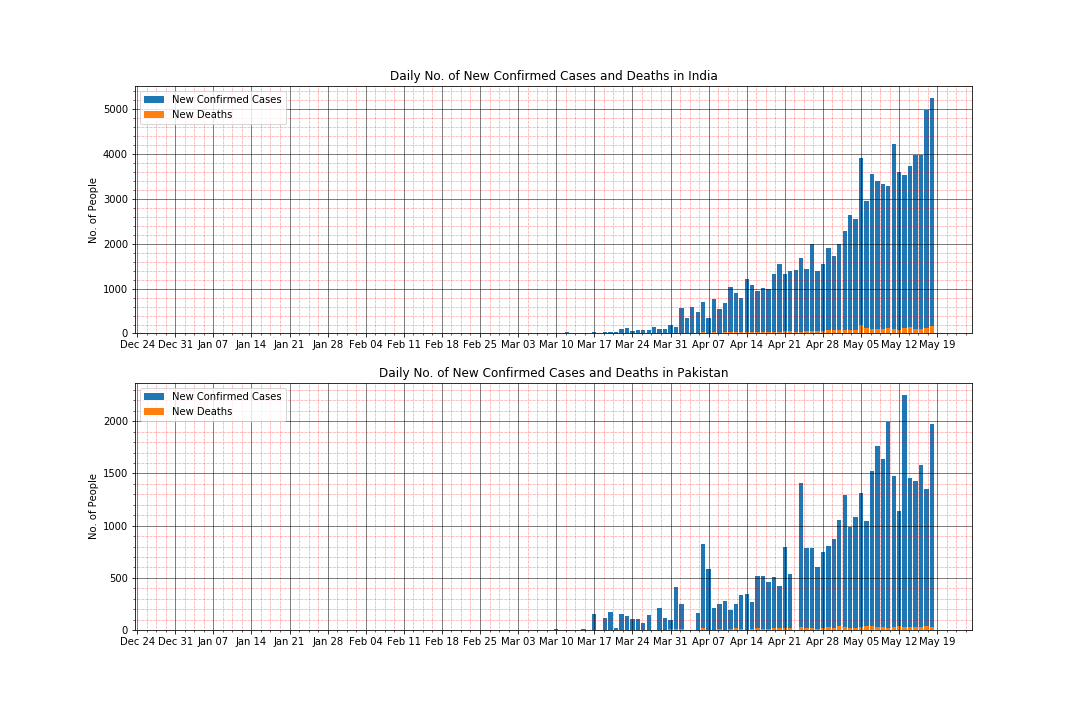 Daily No. of New Confirmed Cases and Deaths in India
New Confirmed Cases
New Deaths
5000
4000
3000
2000
1000
0
No. of People
Dec 24 Dec 31 Jan 07 Jan 14 Jan 21 Jan 28 Feb 04 Feb 11 Feb 18 Feb 25 Mar 03 Mar 10 Mar 17 Mar 24 Mar 31 Apr 07 Apr 14 Apr 21 Apr 28 May 05 May 12 May 19
Daily No. of New Confirmed Cases and Deaths in Pakistan
New Confirmed Cases
New Deaths
2000
1500
1000
500
0
No. of People
Dec 24 Dec 31 Jan 07 Jan 14 Jan 21 Jan 28 Feb 04 Feb 11 Feb 18 Feb 25 Mar 03 Mar 10 Mar 17 Mar 24 Mar 31 Apr 07 Apr 14 Apr 21 Apr 28 May 05 May 12 May 19